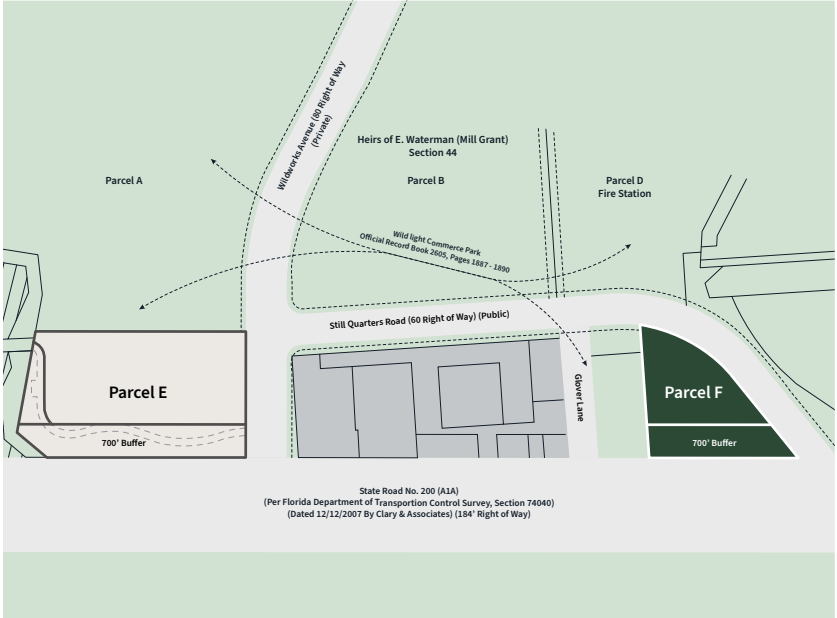 Wildworks Avenue (80 Right of Way)
(Private)
Heirs of E. Waterman (Mill Grant)
Section 44
Parcel A
Parcel B
Parcel D
Fire Station
Wild light Commerce Park
Official Record Book 2605, Pages 1887 - 1890
Still Quarters Road (60 Right of Way) (Public)
Glover Lane
Parcel E
Parcel F
700' Buffer
700' Buffer
State Road No. 200 (A1A)
(Per Florida Department of Transportion Control Survey, Section 74040)
(Dated 12/12/2007 By Clary & Associates) (184' Right of Way)